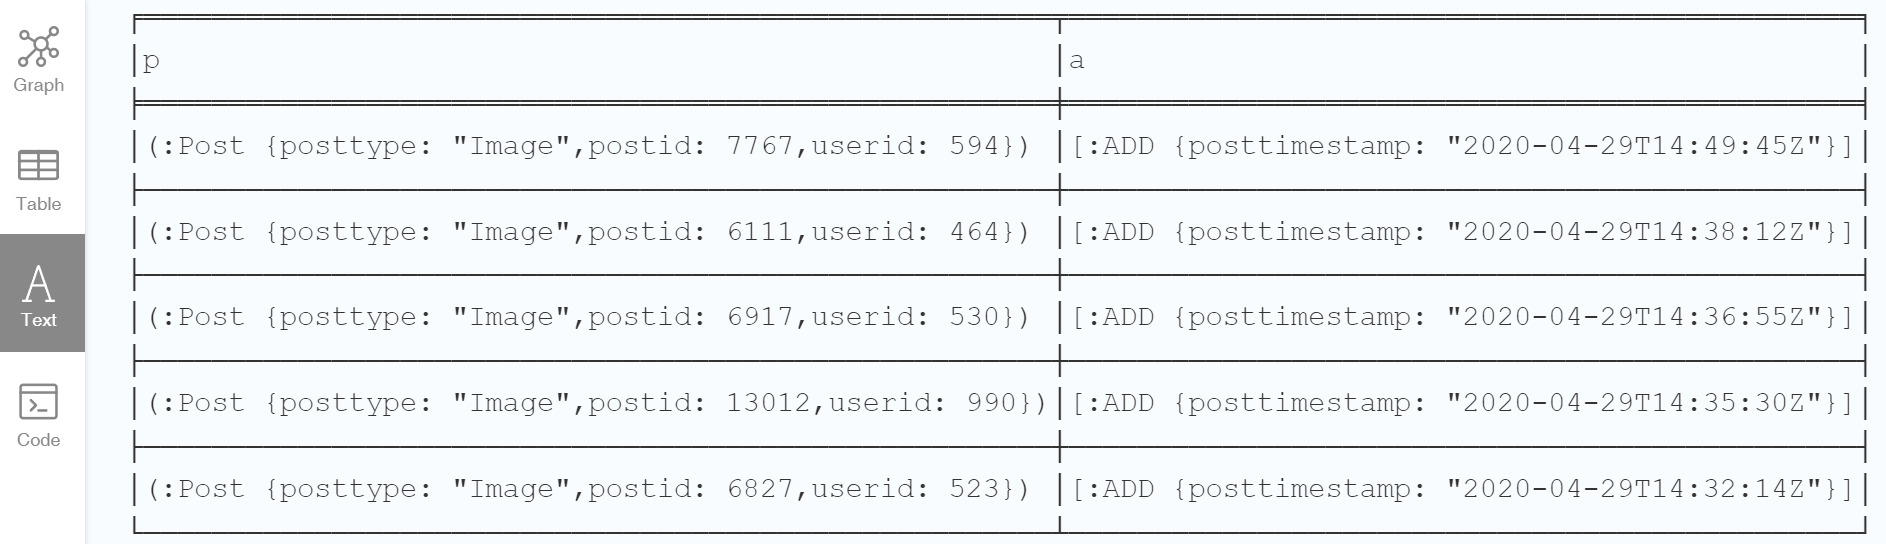 Graph
Table
Text
Code
p a
(:Post {posttype: "Image",postid: 7767,userid: 594}) [:ADD {posttimestamp: "2020-04-29T14:49:45Z"}]
(:Post {posttype: "Image",postid: 6111,userid: 464}) [:ADD {posttimestamp: "2020-04-29T14:38:12Z"}]
(:Post {posttype: "Image",postid: 6917,userid: 530}) [:ADD {posttimestamp: "2020-04-29T14:36:55Z"}]
(:Post {posttype: "Image",postid: 13012,userid: 990}) [:ADD {posttimestamp: "2020-04-29T14:35:30Z"}]
(:Post {posttype: "Image",postid: 6827,userid: 523}) [:ADD {posttimestamp: "2020-04-29T14:32:14Z"}]